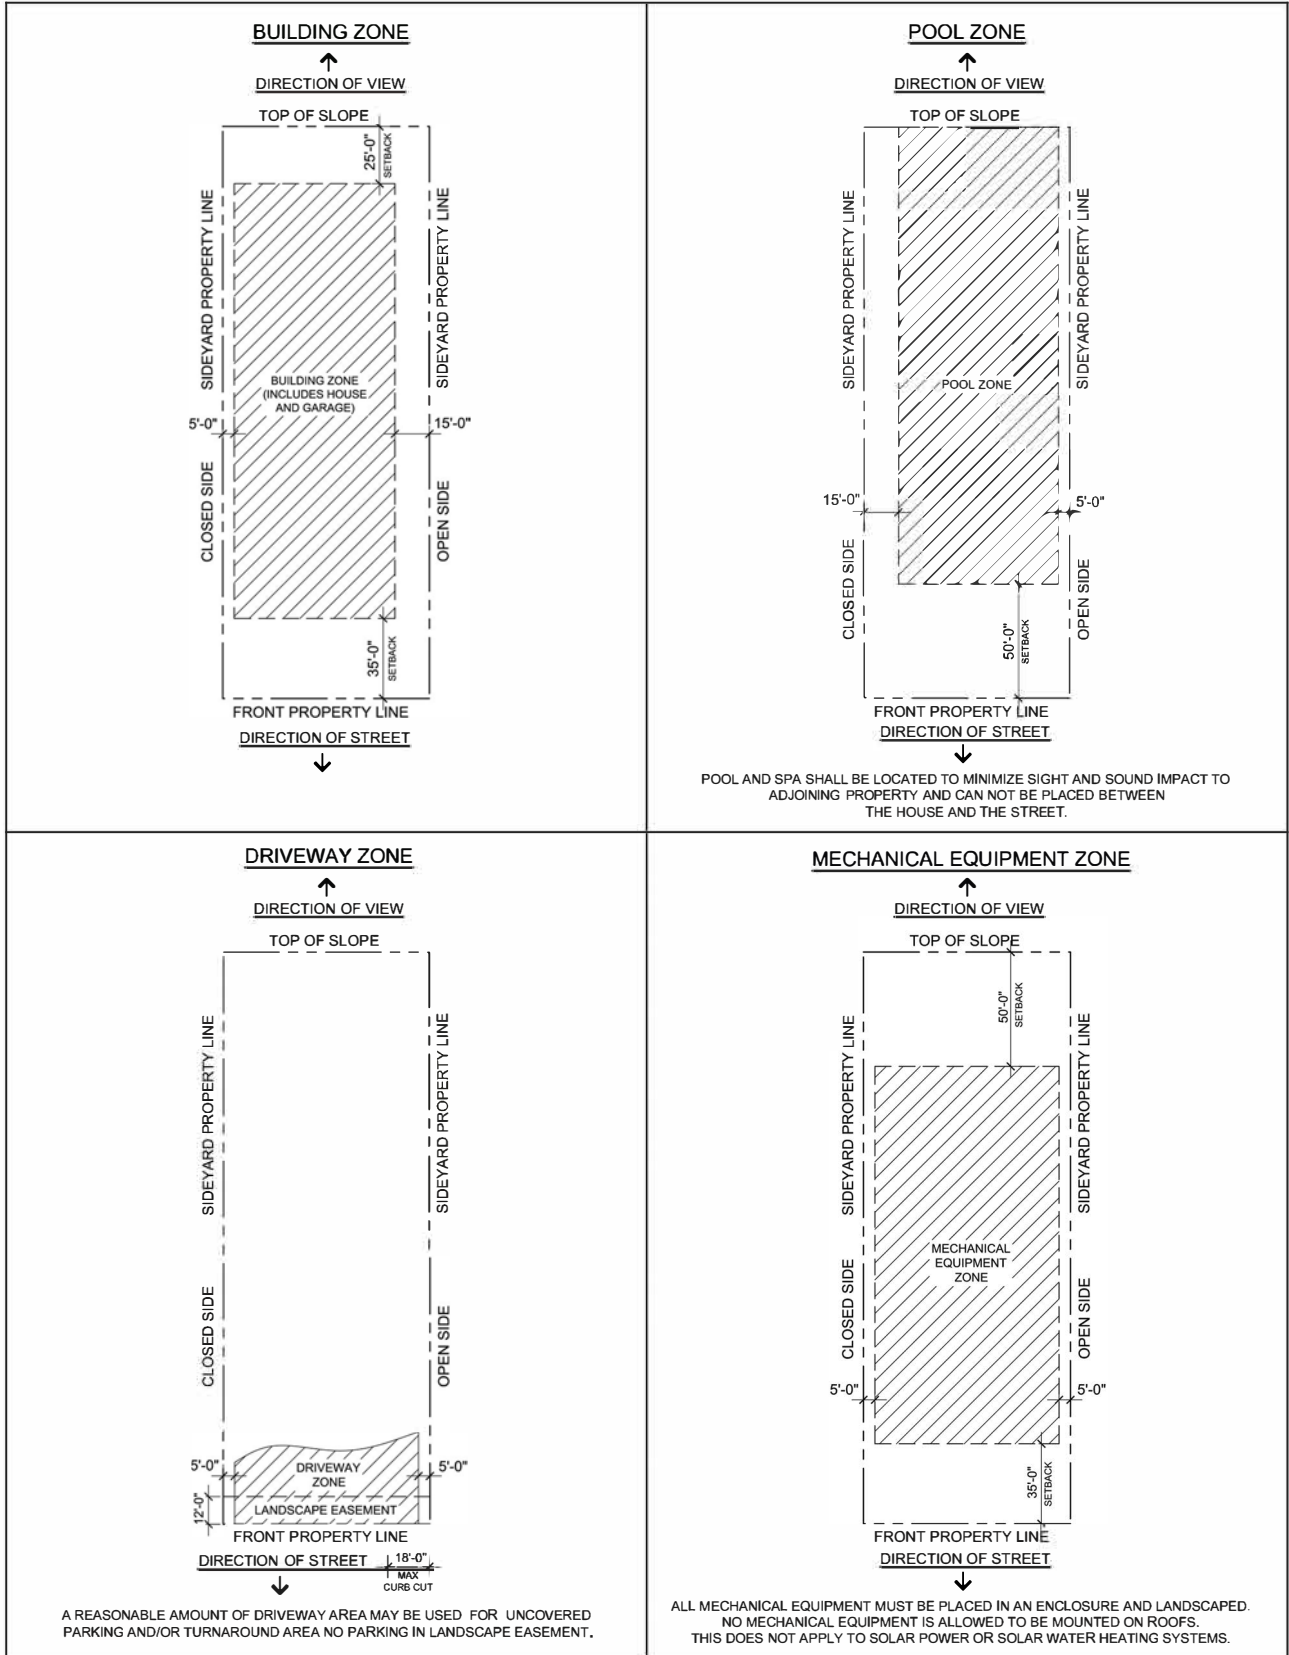 BUILDING ZONE
DIRECTION OF VIEW
TOP OF SLOPE
25'-0"
SETBACK
SIDEYARD PROPERTY LINE
SIDEYARD PROPERTY LINE
BUILDING ZONE
(INCLUDES HOUSE
AND GARAGE)
5'-0"
15'-0"
CLOSED SIDE
OPEN SIDE
35'-0"
SETBACK
FRONT PROPERTY LINE
DIRECTION OF STREET
POOL ZONE
DIRECTION OF VIEW
TOP OF SLOPE
SIDEYARD PROPERTY LINE
SIDEYARD PROPERTY LINE
POOL ZONE
15'-0"
5'-0"
CLOSED SIDE
OPEN SIDE
50'-0"
SETBACK
FRONT PROPERTY LINE
DIRECTION OF STREET
POOL AND SPA SHALL BE LOCATED TO MINIMIZE SIGHT AND SOUND IMPACT TO
ADJOINING PROPERTY AND CAN NOT BE PLACED BETWEEN
THE HOUSE AND THE STREET.
DRIVEWAY ZONE
DIRECTION OF VIEW
TOP OF SLOPE
SIDEYARD PROPERTY LINE
SIDEYARD PROPERTY LINE
CLOSED SIDE
OPEN SIDE
5'-0"
DRIVEWAY
ZONE
5'-0"
12'-0"
LANDSCAPE EASEMENT
FRONT PROPERTY LINE
DIRECTION OF STREET
18'-0"
MAX
CURB CUT
A REASONABLE AMOUNT OF DRIVEWAY AREA MAY BE USED FOR UNCOVERED
PARKING AND/OR TURNAROUND AREA NO PARKING IN LANDSCAPE EASEMENT.
MECHANICAL EQUIPMENT ZONE
DIRECTION OF VIEW
TOP OF SLOPE
50'-0"
SETBACK
SIDEYARD PROPERTY LINE
SIDEYARD PROPERTY LINE
MECHANICAL
EQUIPMENT
ZONE
CLOSED SIDE
OPEN SIDE
5'-0"
5'-0"
35'-0"
SETBACK
FRONT PROPERTY LINE
DIRECTION OF STREET
ALL MECHANICAL EQUIPMENT MUST BE PLACED IN AN ENCLOSURE AND LANDSCAPED.
NO MECHANICAL EQUIPMENT IS ALLOWED TO BE MOUNTED ON ROOFS.
THIS DOES NOT APPLY TO SOLAR POWER OR SOLAR WATER HEATING SYSTEMS.